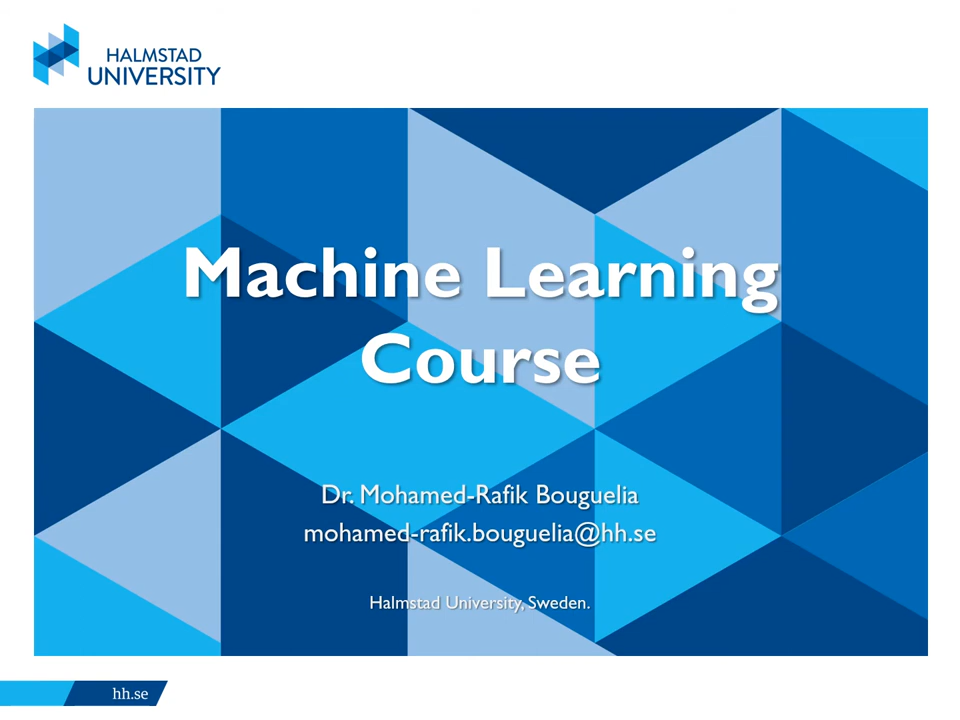 HALMSTAD
UNIVERSITY
Machine Learning
Course
Dr. Mohamed-Rafik Bouguelia
mohamed-rafik.bouguelia@hh.se
Halmstad University, Sweden.
hh.se